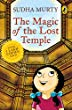 SUDHA MURTY
The Magic of
the Lost
Temple